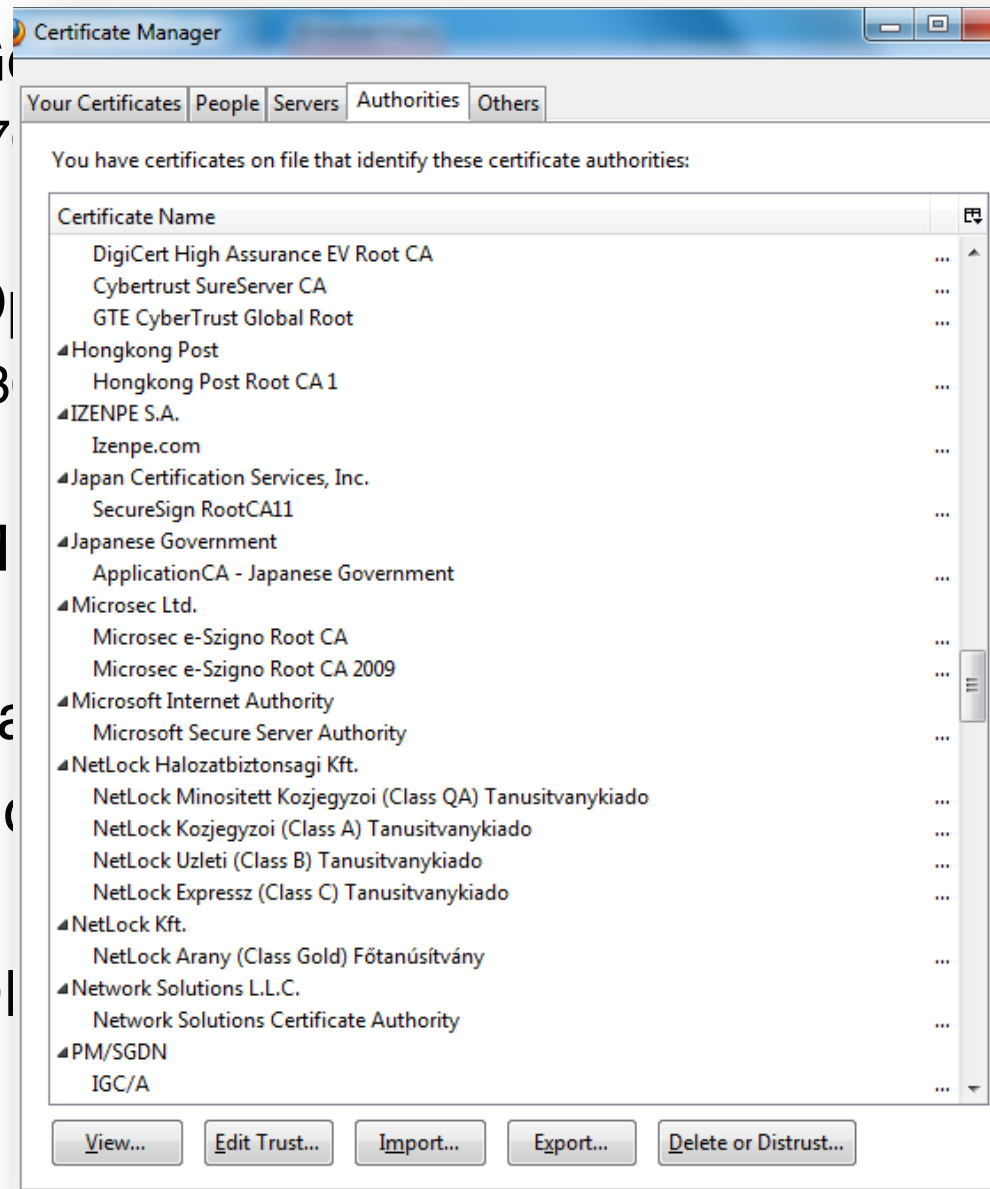 Certificate Manager
Your Certificates People Servers Authorities Others
You have certificates on file that identify these certificate authorities:
Certificate Name
DigiCert High Assurance EV Root CA ...
Cybertrust SureServer CA ...
GTE CyberTrust Global Root ...
Hongkong Post
Hongkong Post Root CA 1 ...
IZENPE S.A.
Izenpe.com ...
Japan Certification Services, Inc.
SecureSign RootCA11 ...
Japanese Government
ApplicationCA - Japanese Government ...
Microsec Ltd.
Microsec e-Szigno Root CA ...
Microsec e-Szigno Root CA 2009 ...
Microsoft Internet Authority
Microsoft Secure Server Authority ...
NetLock Halozatbiztonsagi Kft.
NetLock Minositett Kozjegyzoi (Class QA) Tanusitvanykiado ...
NetLock Kozjegyzoi (Class A) Tanusitvanykiado ...
NetLock Uzleti (Class B) Tanusitvanykiado ...
NetLock Expressz (Class C) Tanusitvanykiado ...
NetLock Kft.
NetLock Arany (Class Gold) Főtanúsítvány ...
Network Solutions L.L.C.
Network Solutions Certificate Authority ...
PM/SGDN
IGC/A ...
View... Edit Trust... Import... Export... Delete or Distrust...